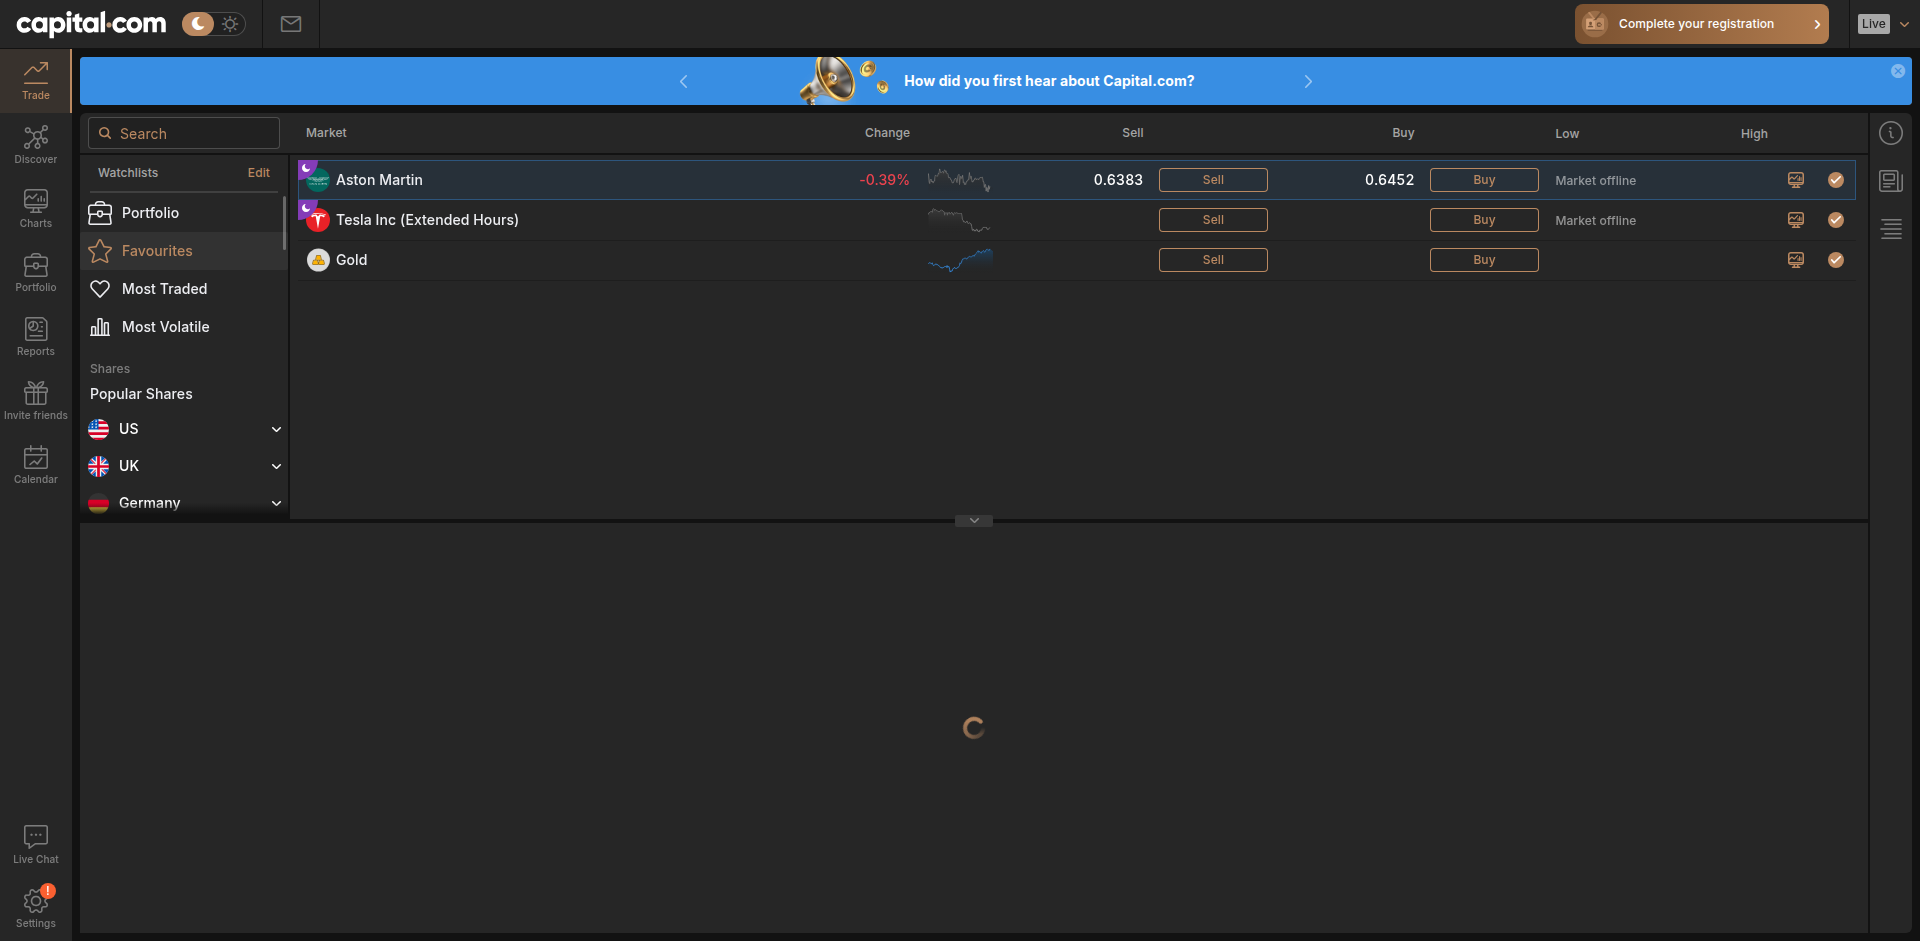 capital.com
Complete your registration
Live
Trade
Discover
Charts
Portfolio
Reports
Invite friends
Calendar
Live Chat
!
Settings
How did you first hear about Capital.com?
Search
Watchlists Edit
Portfolio
Favourites
Most Traded
Most Volatile
Shares
Popular Shares
US
UK
Germany
Market Change Sell Buy Low High
Aston Martin -0.39% 0.6383 Sell 0.6452 Buy Market offline
Tesla Inc (Extended Hours) Sell Buy Market offline
Gold Sell Buy